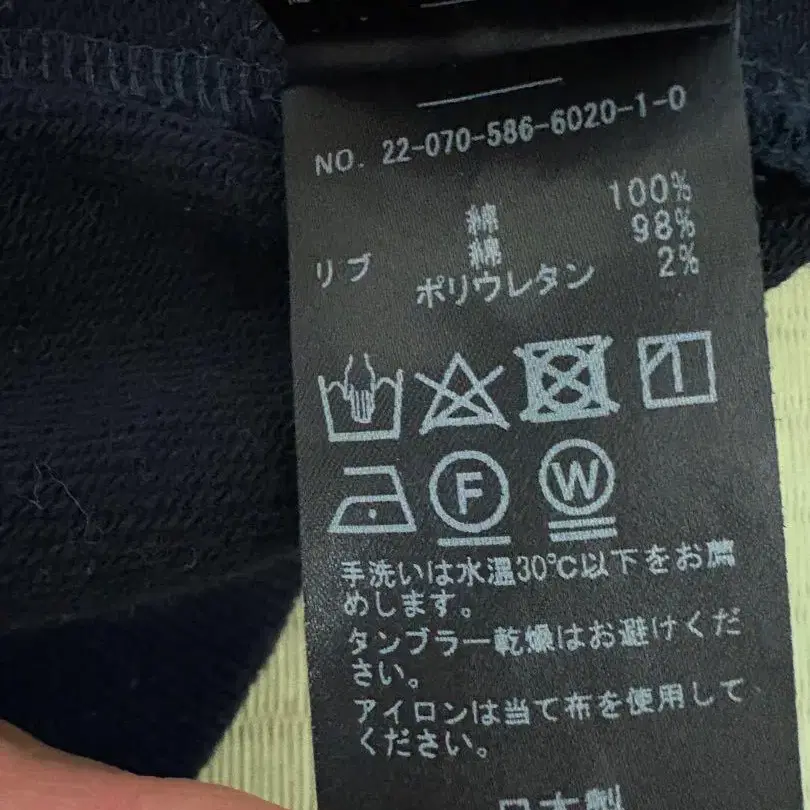 NO. 22-070-586-6020-1-0
綿 100%
リブ 綿 98%
ポリウレタン 2%
F W
手洗いは水温30℃以下をお薦
めします。
タンブラー乾燥はお避けくだ
さい。
アイロンは当て布を使用して
ください。
日本製